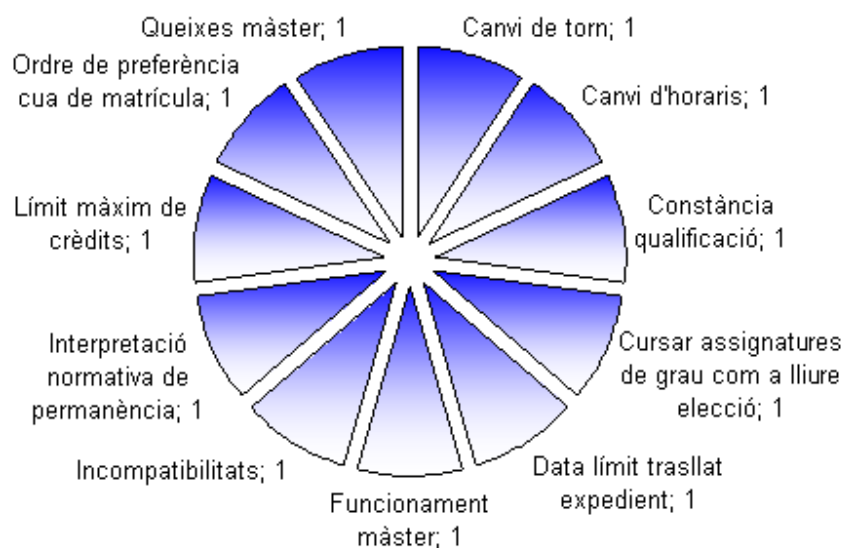 Queixes màster; 1
Canvi de torn; 1
Ordre de preferència
cua de matrícula; 1
Canvi d'horaris; 1
Límit màxim de
crèdits; 1
Constància
qualificació; 1
Interpretació
normativa de
permanència; 1
Cursar assignatures
de grau com a lliure
elecció; 1
Incompatibilitats; 1
Data límit trasllat
expedient; 1
Funcionament
màster; 1